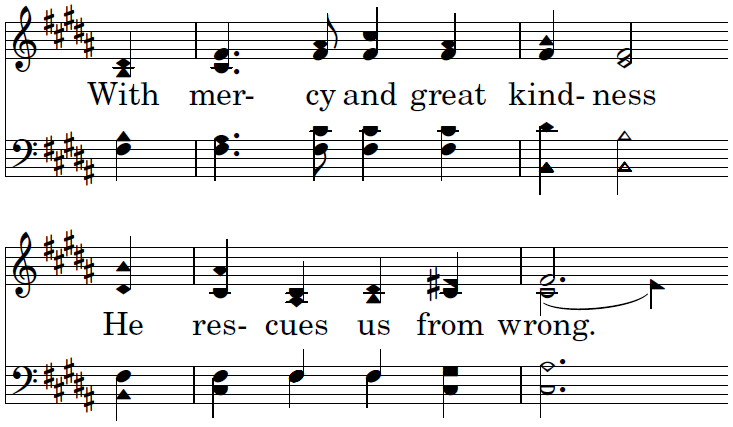 With mer- cy and great kind- ness
He res- cues us from wrong.